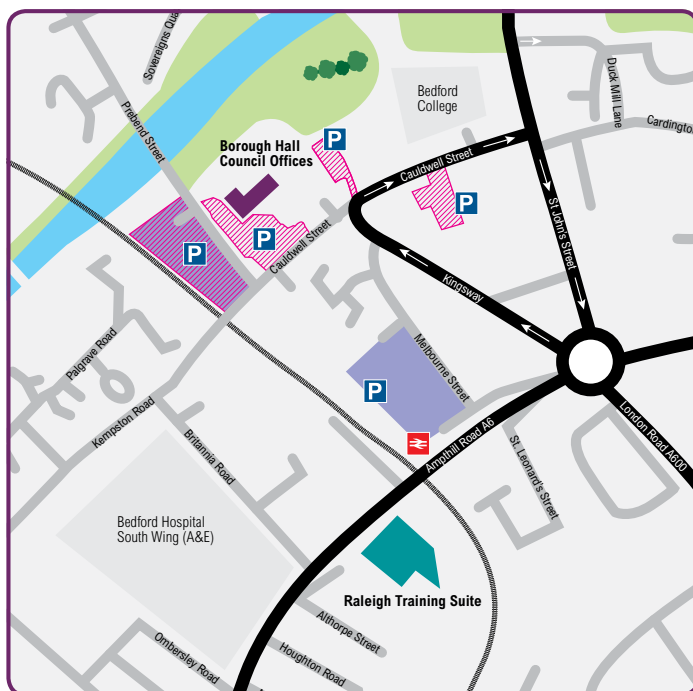 Sovereigns Qua
Prebend Street
Borough Hall
Council Offices
Bedford
College
Duck Mill Lane
Cardington
P
P
P
P
Cauldwell Street
Cauldwell Street
St John's Street
Kingsway
Palgrave Road
Kempston Road
Melbourne Street
P
Ampthill Road A6
London Road A600
St. Leonard's Street
Britannia Road
Bedford Hospital
South Wing (A&E)
Raleigh Training Suite
Althorpe Street
Houghton Road
Ombersley Road